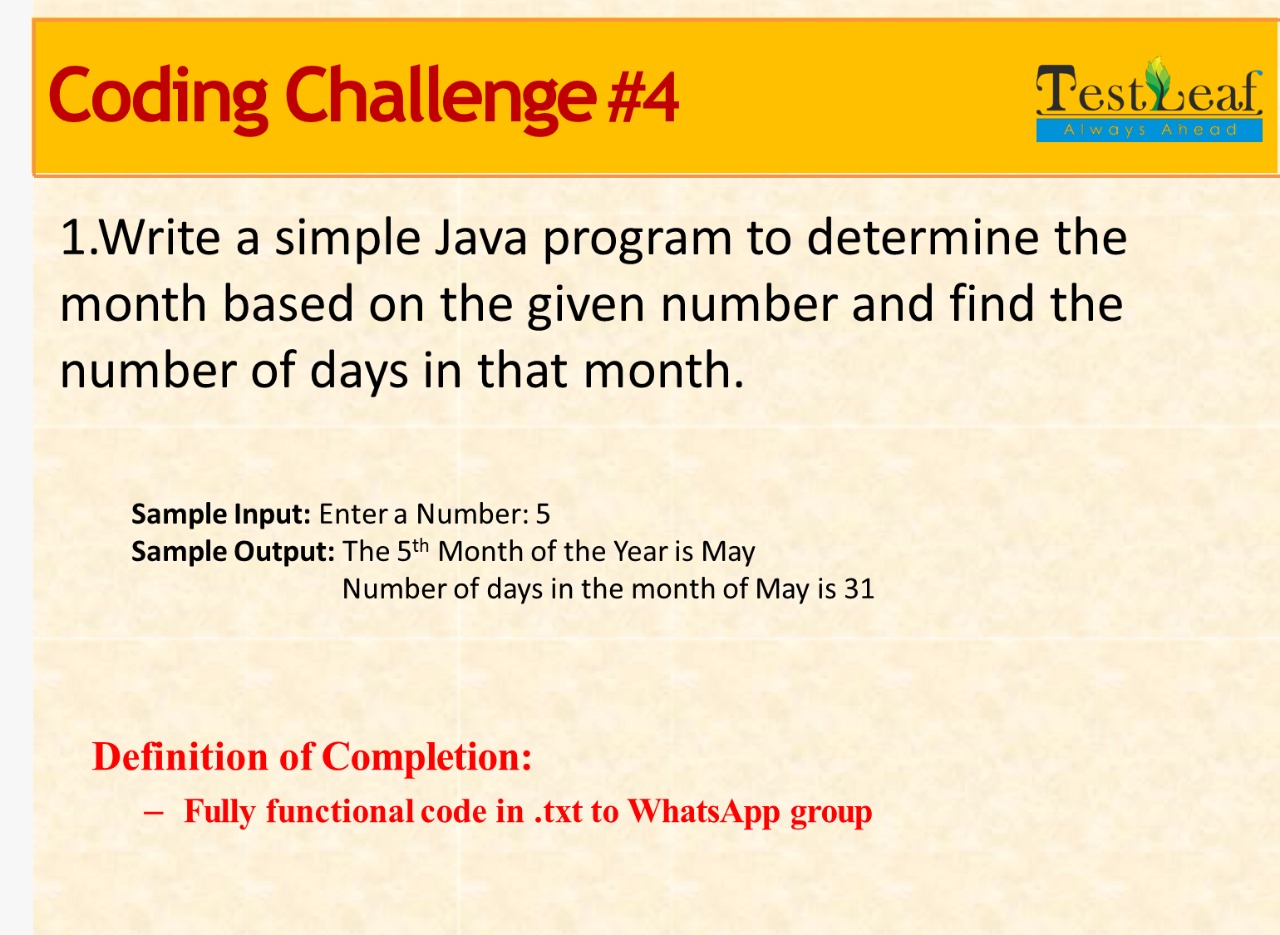 Coding Challenge #4
TestLeaf
Always Ahead
1.Write a simple Java program to determine the
month based on the given number and find the
number of days in that month.
Sample Input: Enter a Number: 5
Sample Output: The 5th Month of the Year is May
Number of days in the month of May is 31
Definition of Completion:
– Fully functional code in .txt to WhatsApp group